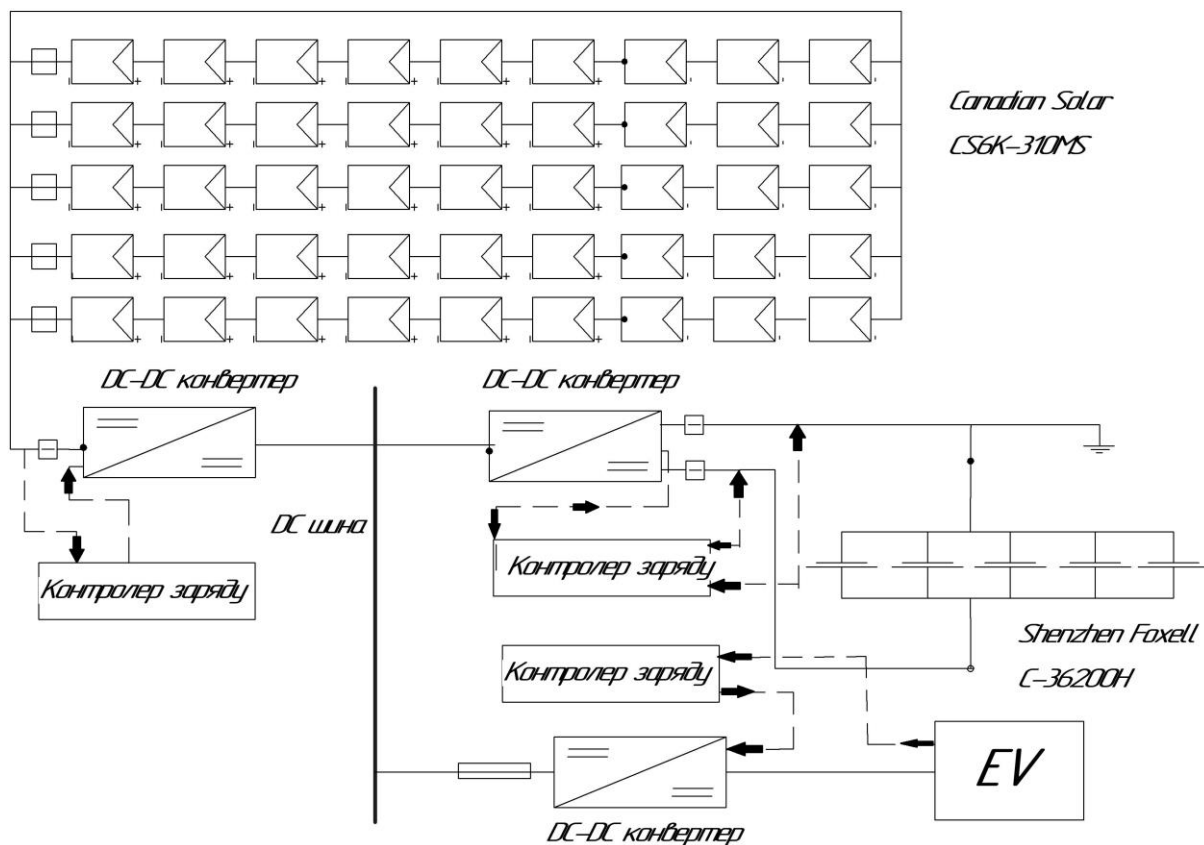 Canadian Solar
CS6K-310MS
DC-DC конвертер
DC-DC конвертер
DC шина
Контролер заряду
Контролер заряду
Shenzhen Foxell
C-36200H
Контролер заряду
EV
DC-DC конвертер